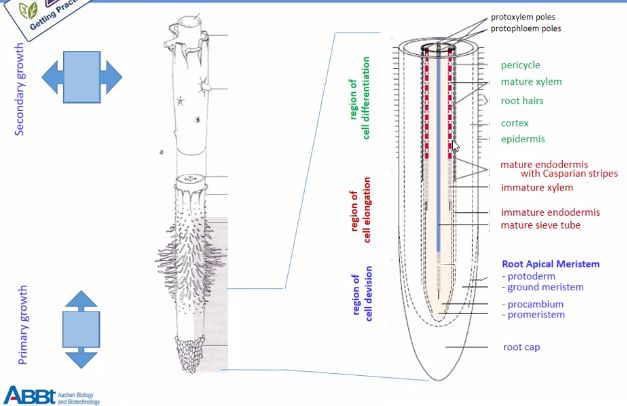 Getting Practi
Secondary growth
Primary growth
a
region of
cell differentiation
region of
cell elongation
region of
cell devision
protoxylem poles
protophloem poles
pericycle
mature xylem
root hairs
cortex
epidermis
mature endodermis
with Casparian stripes
immature xylem
immature endodermis
mature sieve tube
Root Apical Meristem
- protoderm
- ground meristem
- procambium
- promeristem
root cap
ABBt Aachen Biology
and Biotechnology